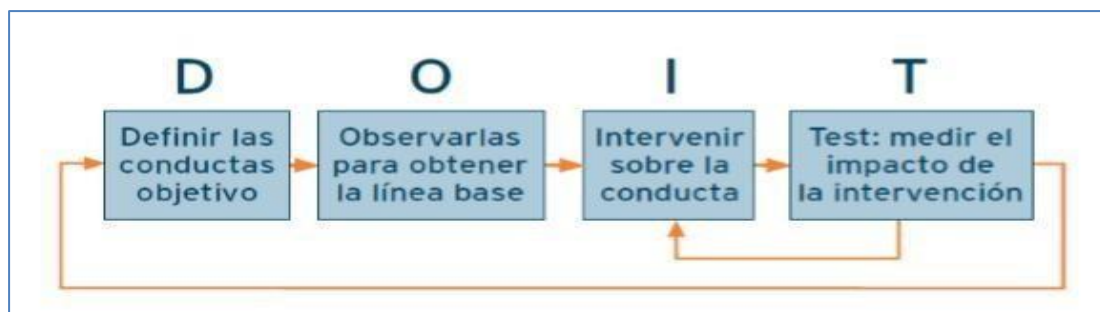 D
O
I
T
Definir las
conductas
objetivo
Observarlas
para obtener
la línea base
Intervenir
sobre la
conducta
Test: medir el
impacto de
la intervención